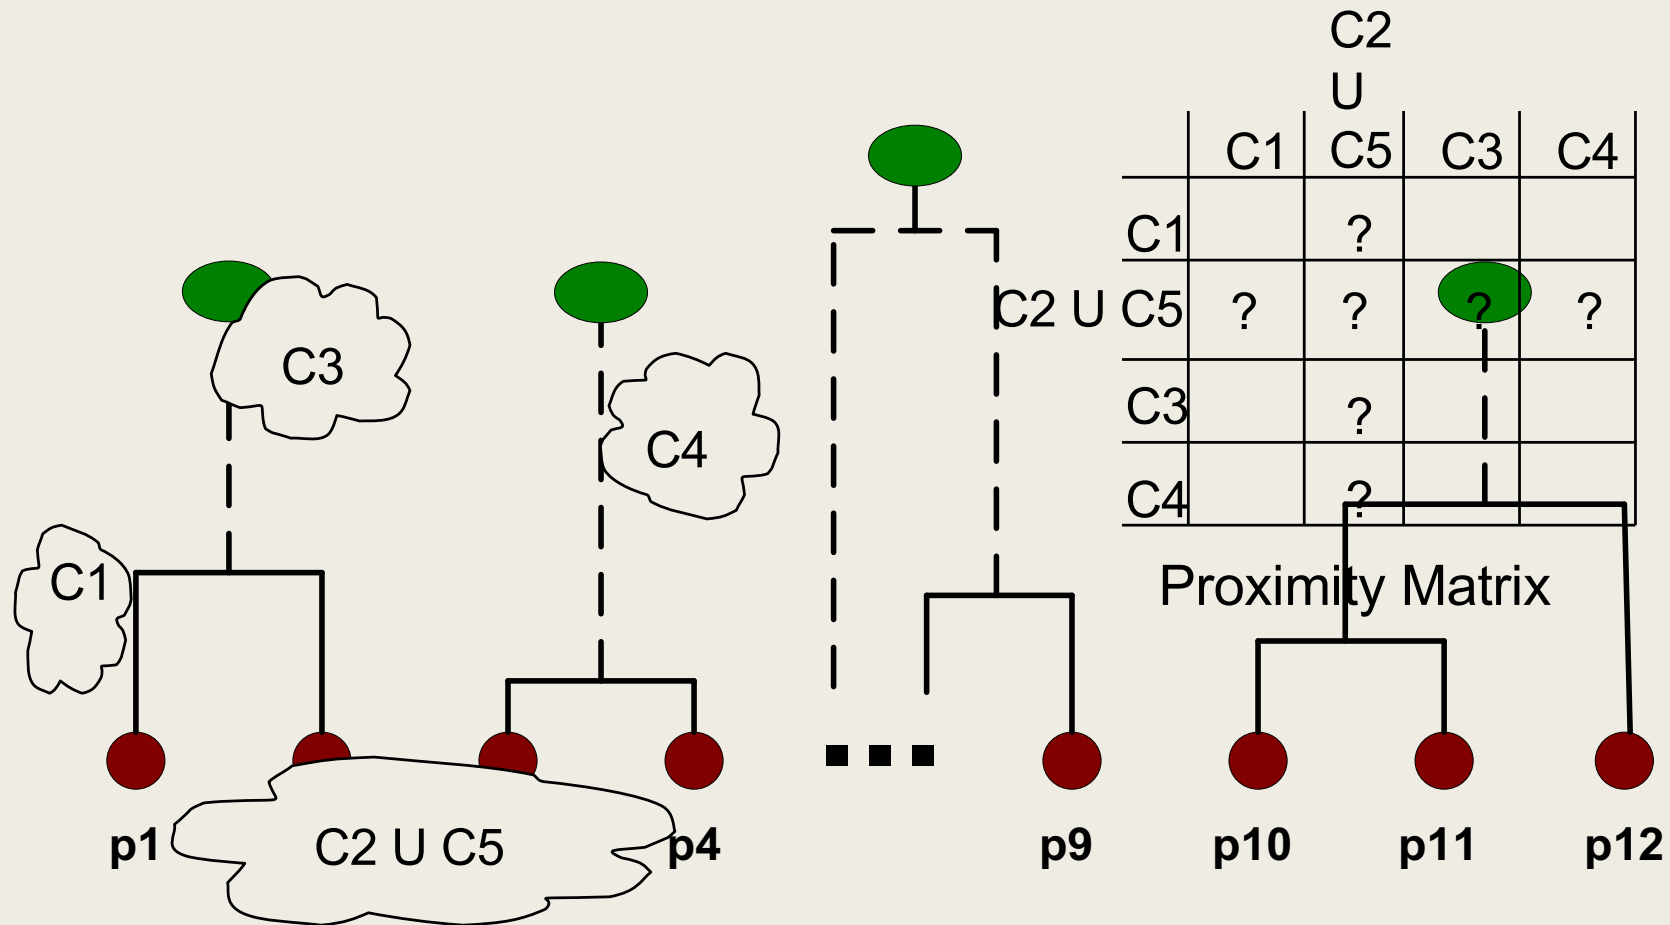 C2
U
C1 C5 C3 C4
C1 ?
C2 U C5 ? ? ? ?
C3 ?
C4 ?
Proximity Matrix
C3
C4
C1
C2 U C5
p1 p4 p9 p10 p11 p12